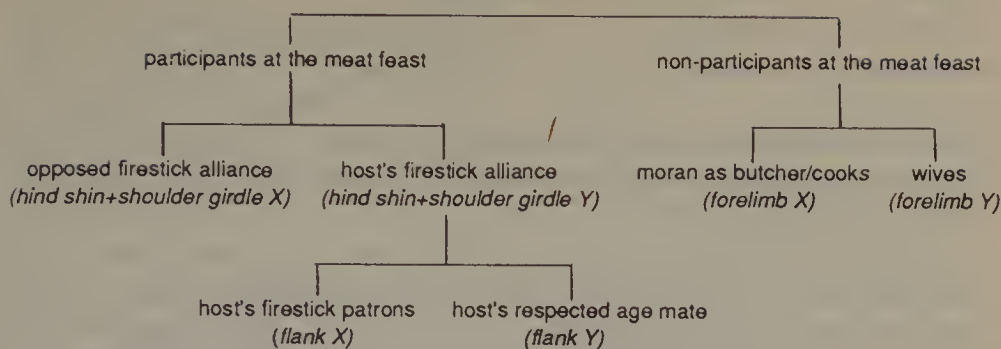 participants at the meat feast
non-participants at the meat feast
opposed firestick alliance
(hind shin+shoulder girdle X)
host's firestick alliance
(hind shin+shoulder girdle Y)
moran as butcher/cooks
(forelimb X)
wives
(forelimb Y)
host's firestick patrons
(flank X)
host's respected age mate
(flank Y)